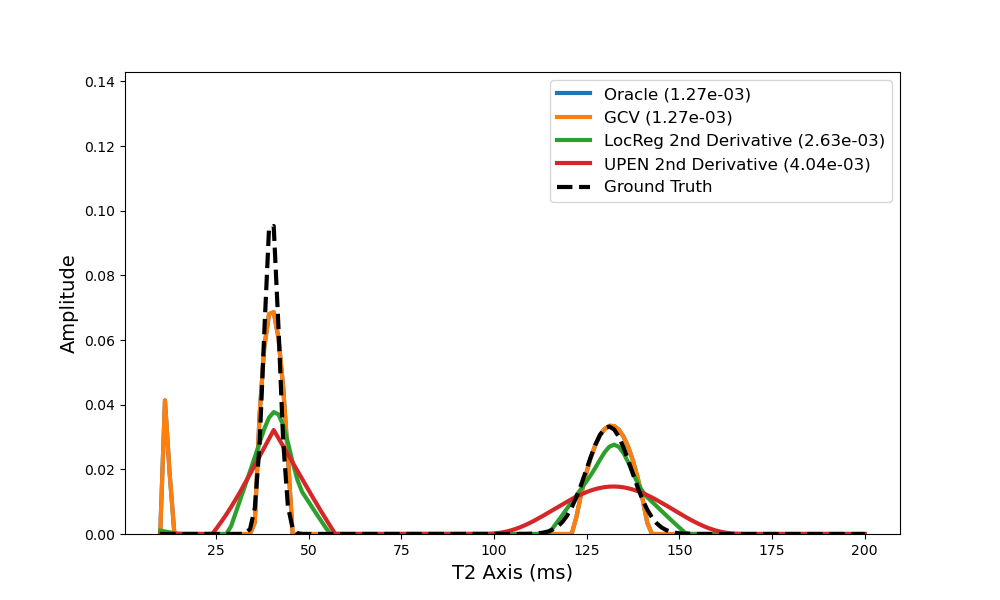 0.14
0.12
0.10
0.08
0.06
0.04
0.02
0.00
Amplitude
25
50
75
100
125
150
175
200
T2 Axis (ms)
Oracle (1.27e-03)
GCV (1.27e-03)
LocReg 2nd Derivative (2.63e-03)
UPEN 2nd Derivative (4.04e-03)
Ground Truth